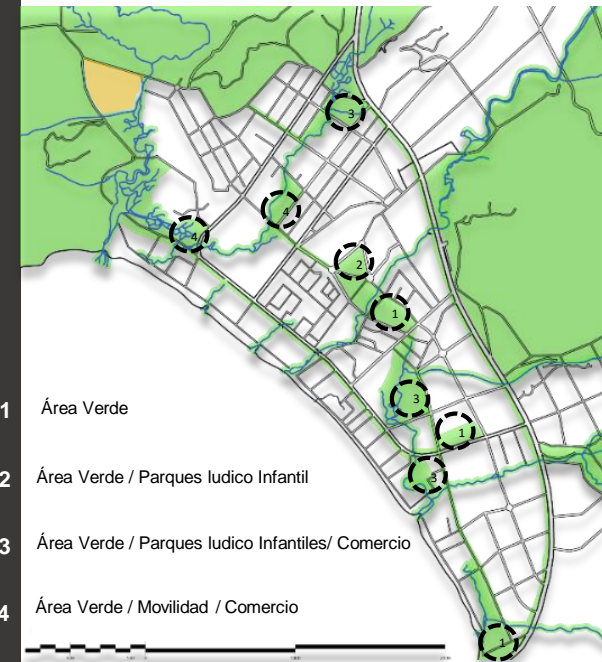 3
4
4
2
1
3
1
3
1
1 Área Verde
2 Área Verde / Parques ludico Infantil
3 Área Verde / Parques ludico Infantiles/ Comercio
4 Área Verde / Movilidad / Comercio